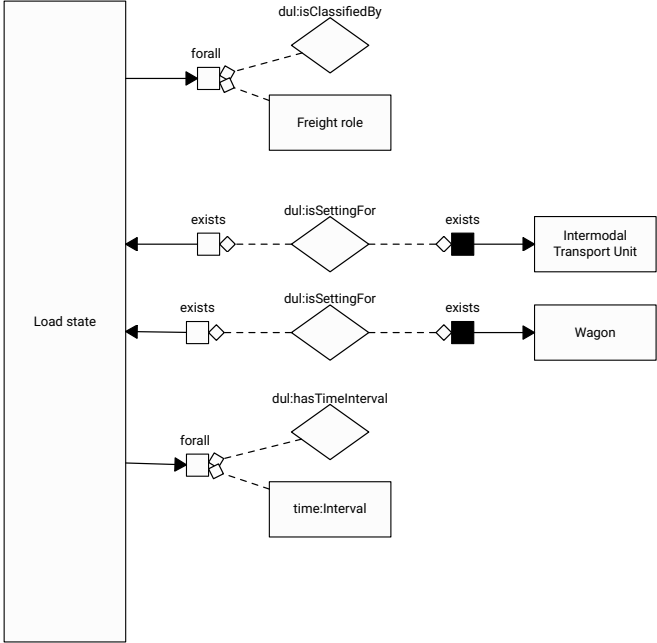 dul:isClassifiedBy
forall
Freight role
dul:isSettingFor
exists
exists
Intermodal
Transport Unit
dul:isSettingFor
exists
exists
Load state
Wagon
dul:hasTimeInterval
forall
time:Interval